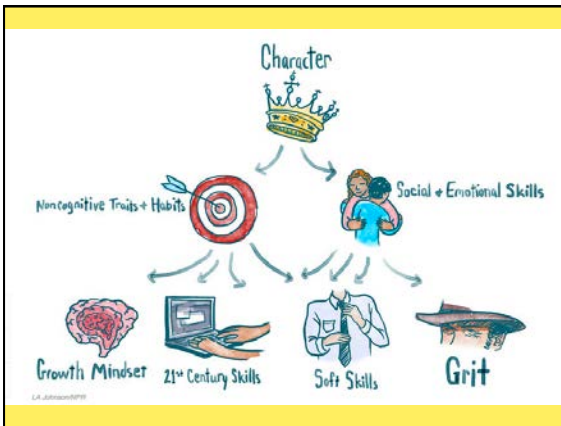 Character
Noncognitive Traits + Habits
Social + Emotional Skills
Growth Mindset
21st Century Skills
Soft Skills
Grit
LA Johnson/NPR